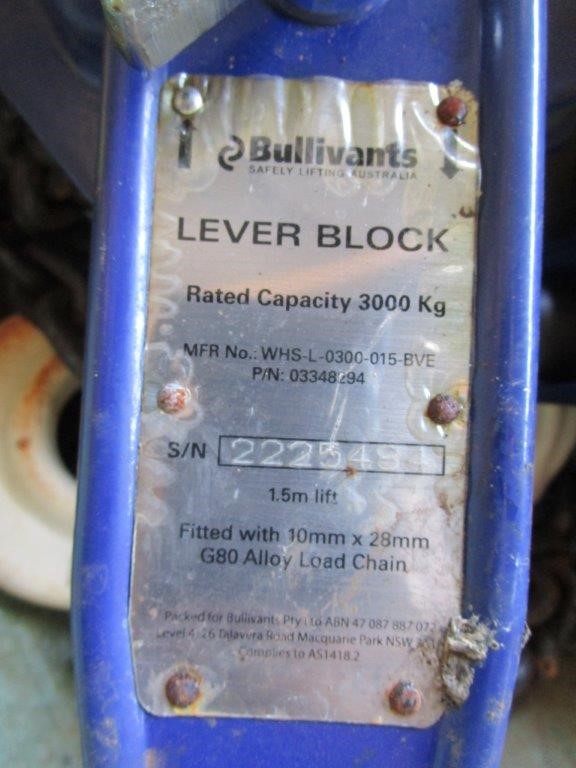 Bullivants
SAFELY LIFTING AUSTRALIA
LEVER BLOCK
Rated Capacity 3000 Kg
MFR No.: WHS-L-0300-015-BVE
P/N: 03348294
S/N
1.5m lift
Fitted with 10mm x 28mm
G80 Alloy Load Chain
Packed for Bullivants Pty Ltd ABN 47 087 887 072
Level 4, 26 Talavera Road Macquarie Park NSW
Complies to AS1418.2